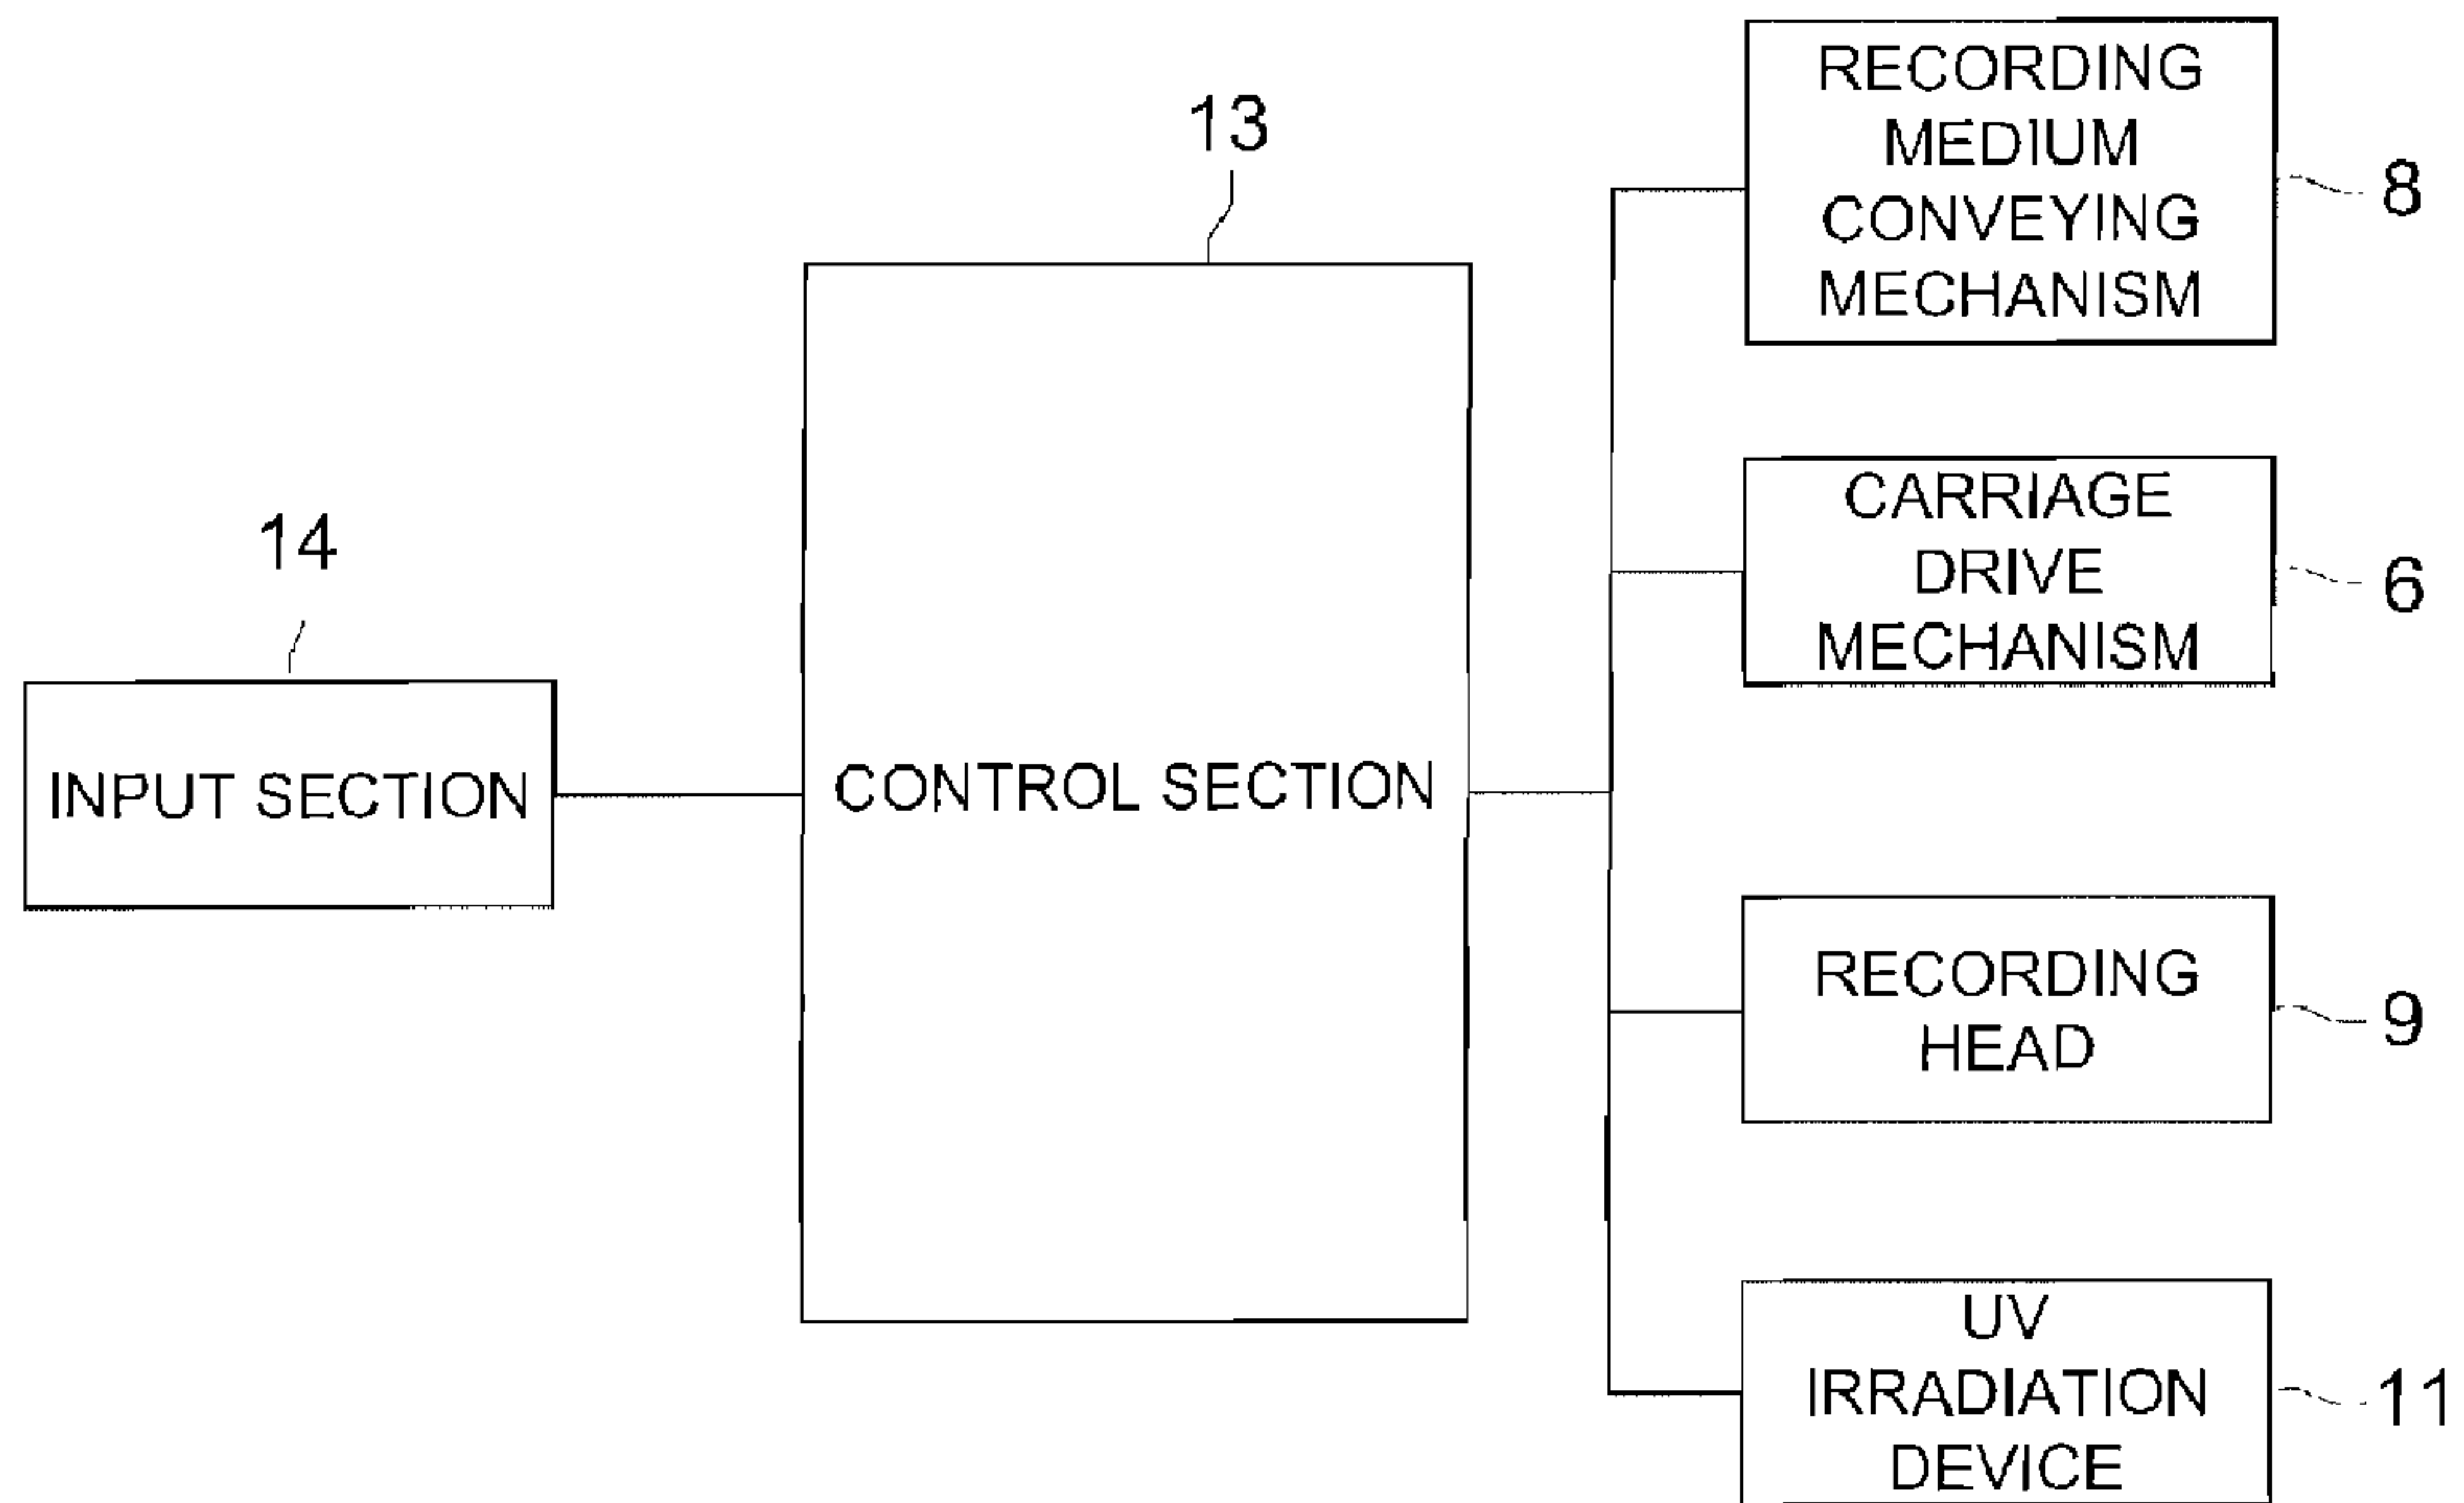 14
INPUT SECTION
13
CONTROL SECTION
RECORDING
MEDIUM
CONVEYING
MECHANISM
8
CARRIAGE
DRIVE
MECHANISM
6
RECORDING
HEAD
9
UV
IRRADIATION
DEVICE
11